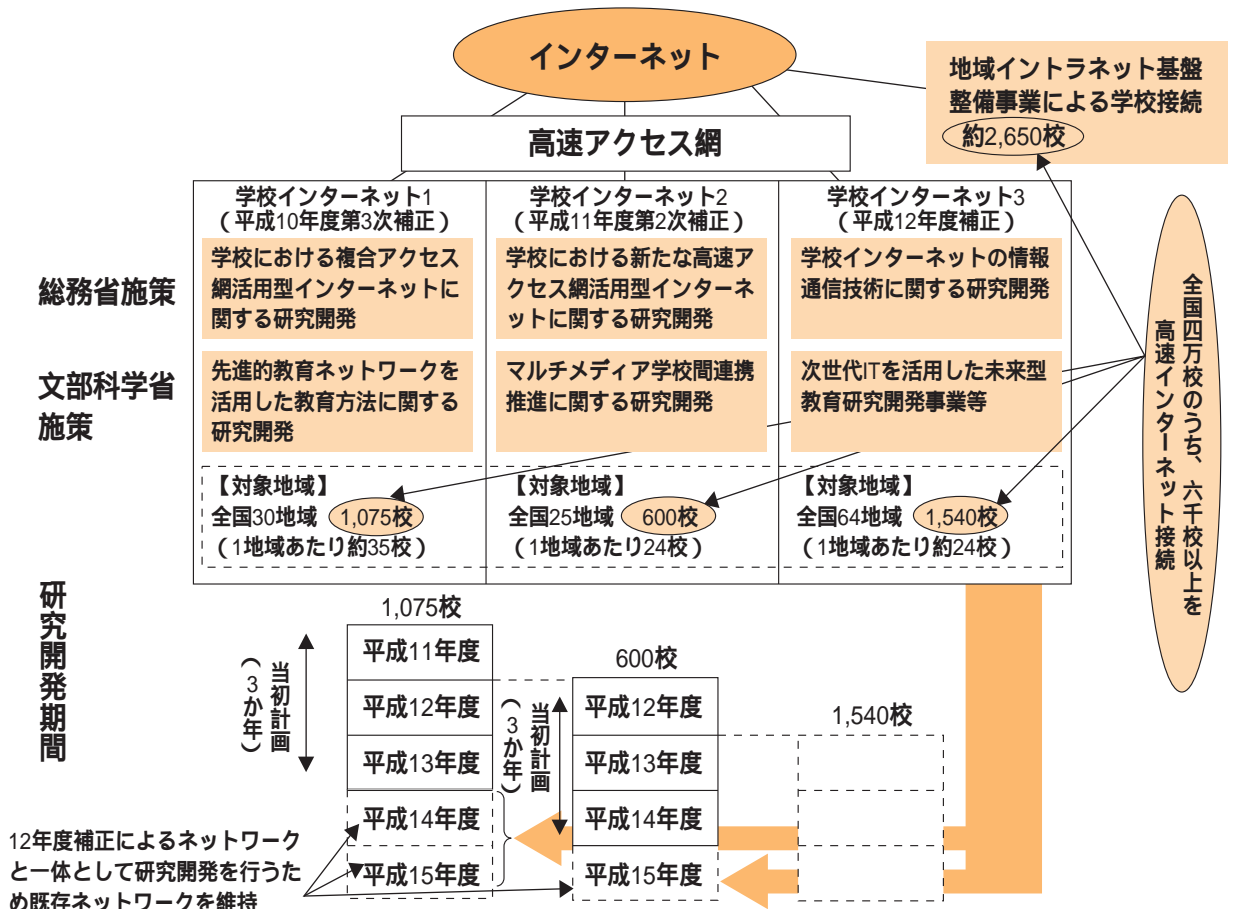 インターネット
地域イントラネット基盤
整備事業による学校接続
約2,650校
高速アクセス網
学校インターネット1
(平成10年度第3次補正)
学校インターネット2
(平成11年度第2次補正)
学校インターネット3
(平成12年度補正)
総務省施策
学校における複合アクセス
網活用型インターネットに
関する研究開発
学校における新たな高速ア
クセス網活用型インターネ
ットに関する研究開発
学校インターネットの情報
通信技術に関する研究開発
文部科学省
施策
先進的教育ネットワークを
活用した教育方法に関する
研究開発
マルチメディア学校間連携
推進に関する研究開発
次世代ITを活用した未来型
教育研究開発事業等
【対象地域】
全国30地域 1,075校
(1地域あたり約35校)
【対象地域】
全国25地域 600校
(1地域あたり24校)
【対象地域】
全国64地域 1,540校
(1地域あたり約24校)
全国四万校のうち、六千校以上を
高速インターネット接続
研究開発期間
1,075校
当初計画
(3か年)
平成11年度
平成12年度
平成13年度
平成14年度
平成15年度
600校
当初計画
(3か年)
平成12年度
平成13年度
平成14年度
平成15年度
1,540校
12年度補正によるネットワーク
と一体として研究開発を行うた
め既存ネットワークを維持